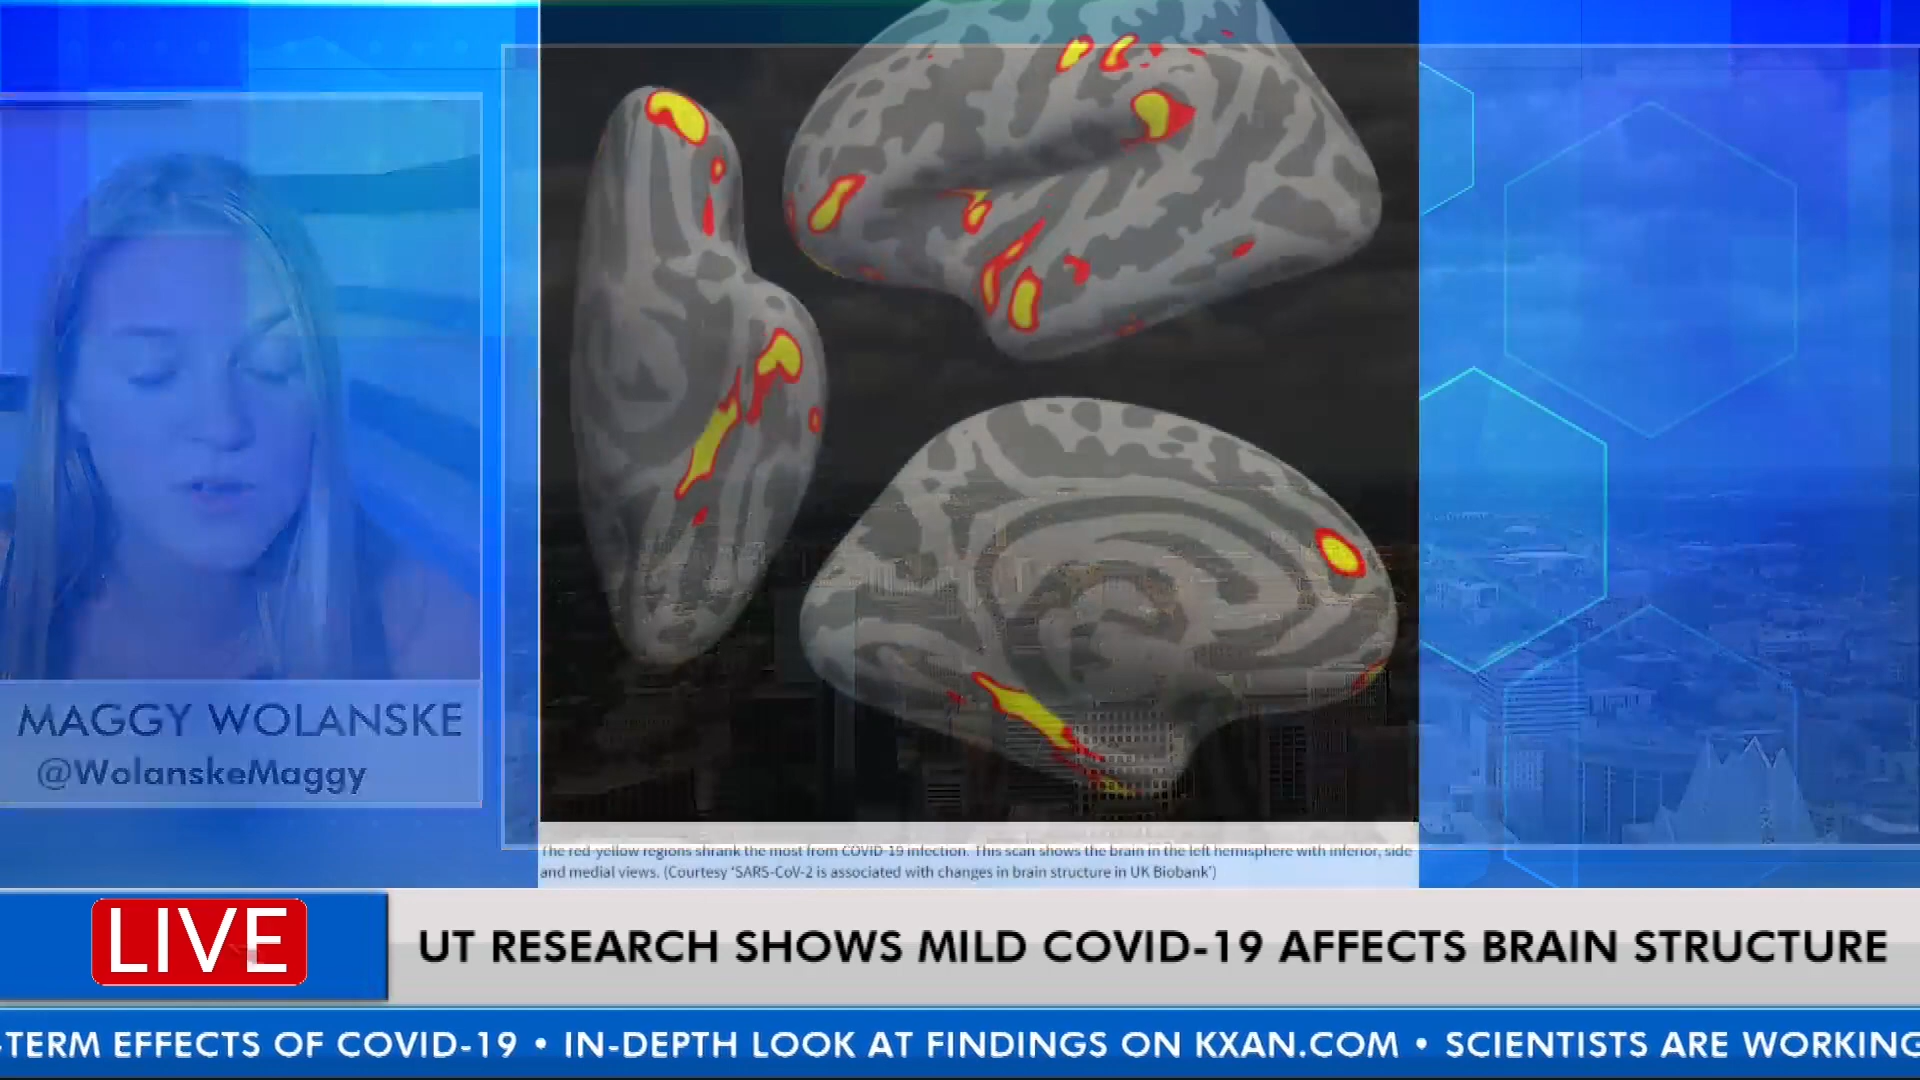 MAGGY WOLANSKE
@WolanskeMaggy
The red-yellow regions shrank the most from COVID-19 infection. This scan shows the brain in the left hemisphere with inferior, side
and medial views. (Courtesy 'SARS-CoV-2 is associated with changes in brain structure in UK Biobank')
LIVE
UT RESEARCH SHOWS MILD COVID-19 AFFECTS BRAIN STRUCTURE
-TERM EFFECTS OF COVID-19 • IN-DEPTH LOOK AT FINDINGS ON KXAN.COM • SCIENTISTS ARE WORKING